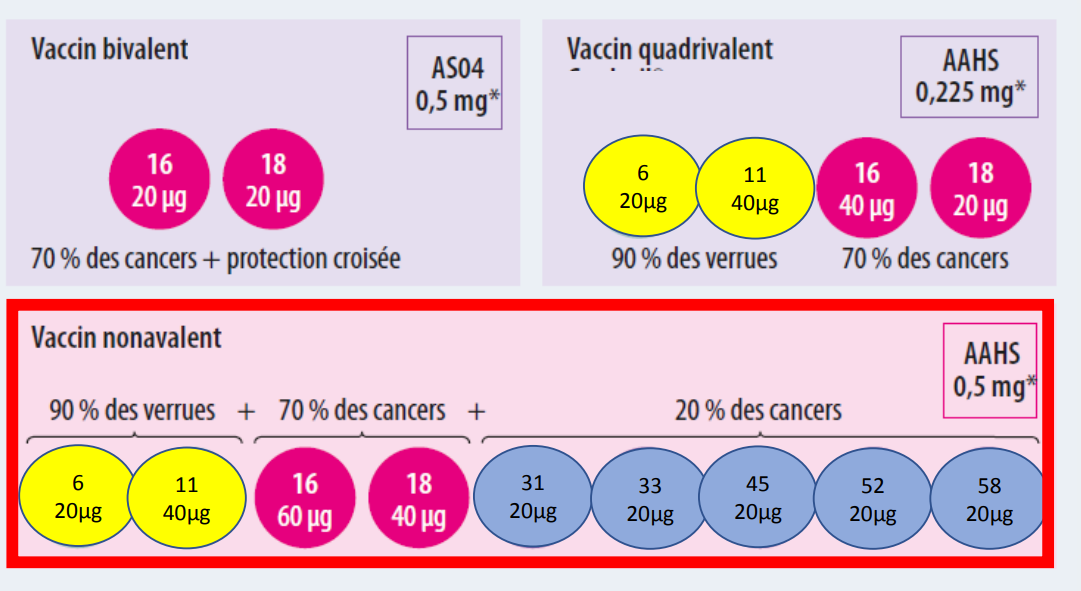 Vaccin bivalent
AS04
0,5 mg*
16
20 µg
18
20 µg
70 % des cancers + protection croisée
Vaccin quadrivalent
AAHS
0,225 mg*
6
20µg
11
40µg
16
40 µg
18
20 µg
90 % des verrues
70 % des cancers
Vaccin nonavalent
AAHS
0,5 mg*
90 % des verrues + 70 % des cancers + 20 % des cancers
6
20µg
11
40µg
16
60 µg
18
40 µg
31
20µg
33
20µg
45
20µg
52
20µg
58
20µg